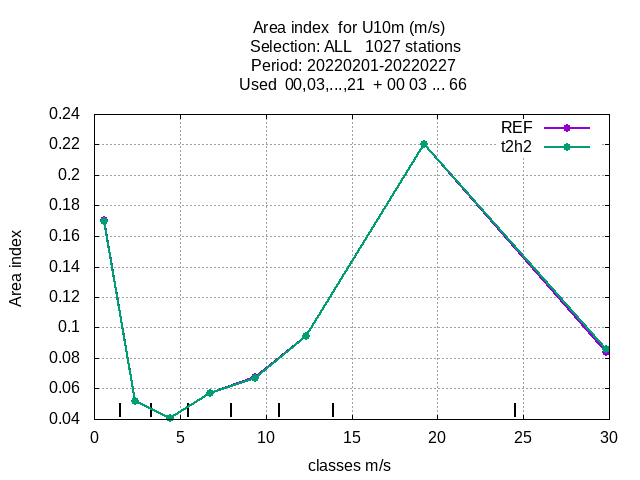 Area index  for U10m (m/s)
Selection: ALL   1027 stations
Period: 20220201-20220227
Used  00,03,...,21  + 00 03 ... 66
REF
t2h2
0.24
0.22
0.2
0.18
0.16
0.14
0.12
0.1
0.08
0.06
0.04
Area index
0 5 10 15 20 25 30
classes m/s